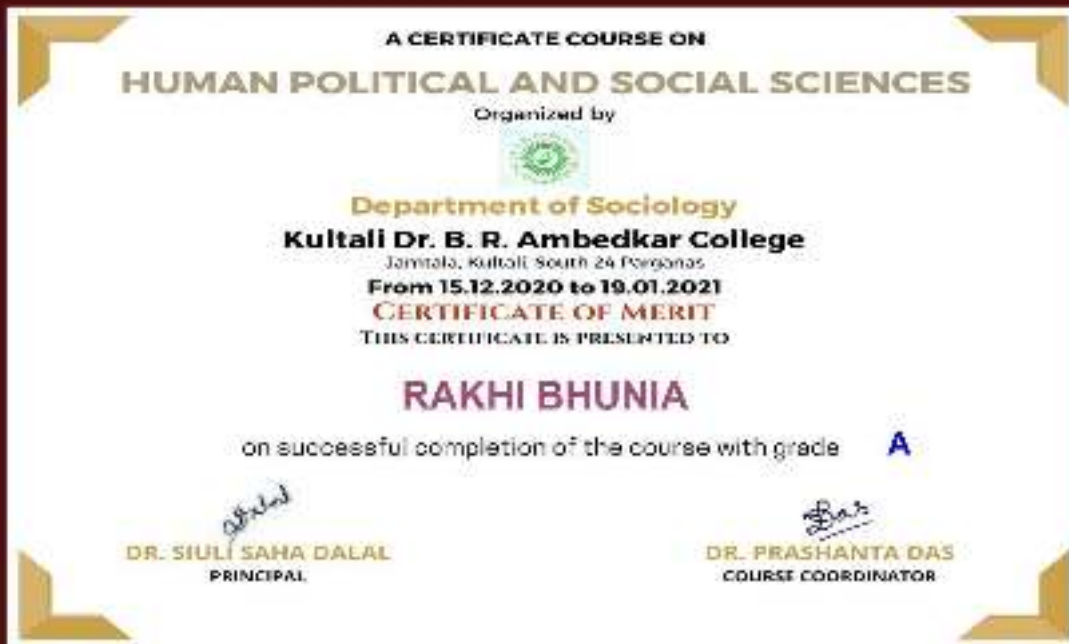 A CERTIFICATE COURSE ON
HUMAN POLITICAL AND SOCIAL SCIENCES
Organized by
Department of Sociology
Kultali Dr. B. R. Ambedkar College
Jamtala, Kultali, South 24 Parganas
From 15.12.2020 to 19.01.2021
CERTIFICATE OF MERIT
THIS CERTIFICATE IS PRESENTED TO
RAKHI BHUNIA
on successful completion of the course with grade A
Das
DR. SIULI SAHA DALAL DR. PRASHANTA DAS
PRINCIPAL COURSE COORDINATOR